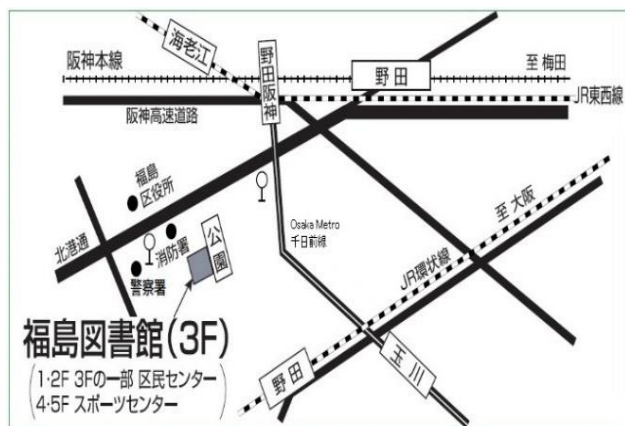 海老江
阪神本線
野田阪神
野田
至 梅田
JR東西線
阪神高速道路
福島
区役所
北港通
消防署
公園
警察署
Osaka Metro
千日前線
至 大阪
JR環状線
福島図書館(3F)
(1・2F 3Fの一部 区民センター
4・5F スポーツセンター)
野田
玉川